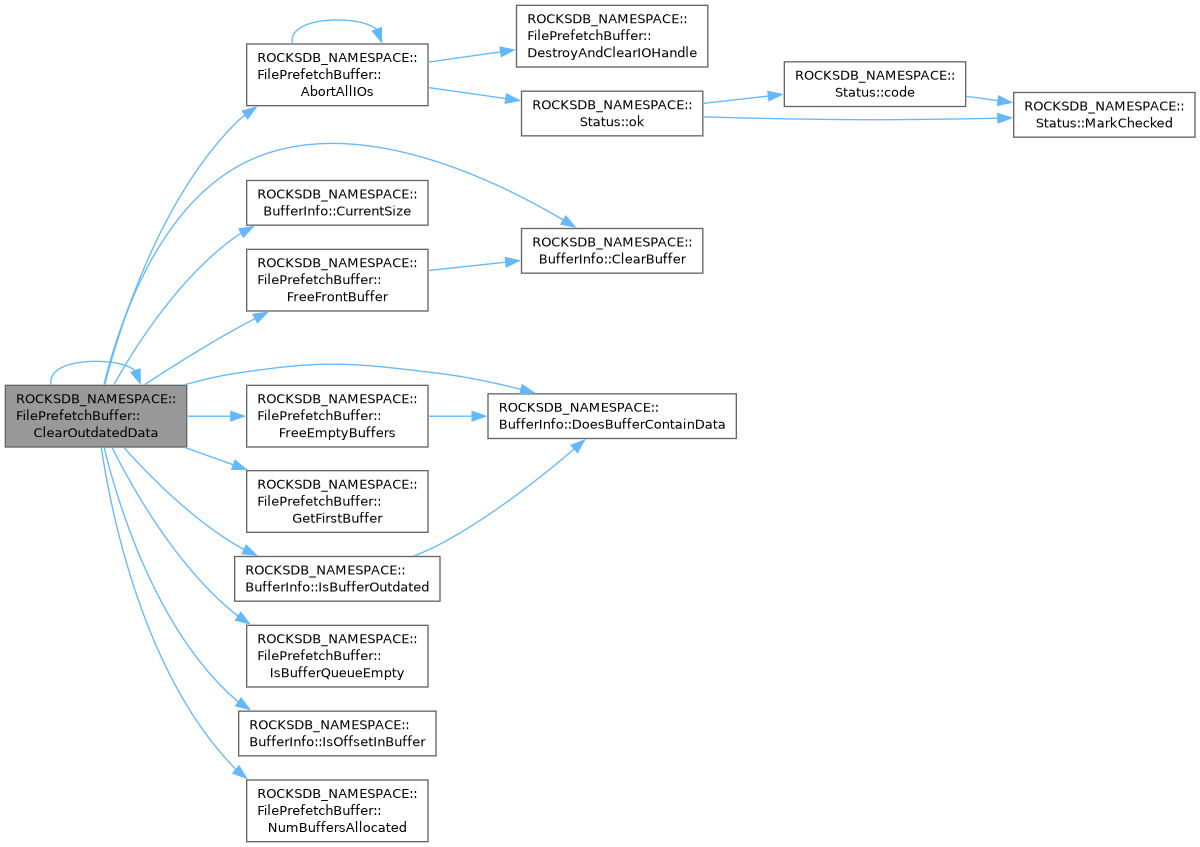 ROCKSDB_NAMESPACE::
FilePrefetchBuffer::
ClearOutdatedData
ROCKSDB_NAMESPACE::
FilePrefetchBuffer::
AbortAllIOs
ROCKSDB_NAMESPACE::
FilePrefetchBuffer::
DestroyAndClearIOHandle
ROCKSDB_NAMESPACE::
Status::ok
ROCKSDB_NAMESPACE::
Status::code
ROCKSDB_NAMESPACE::
Status::MarkChecked
ROCKSDB_NAMESPACE::
BufferInfo::CurrentSize
ROCKSDB_NAMESPACE::
BufferInfo::ClearBuffer
ROCKSDB_NAMESPACE::
FilePrefetchBuffer::
FreeFrontBuffer
ROCKSDB_NAMESPACE::
FilePrefetchBuffer::
FreeEmptyBuffers
ROCKSDB_NAMESPACE::
BufferInfo::DoesBufferContainData
ROCKSDB_NAMESPACE::
FilePrefetchBuffer::
GetFirstBuffer
ROCKSDB_NAMESPACE::
BufferInfo::IsBufferOutdated
ROCKSDB_NAMESPACE::
FilePrefetchBuffer::
IsBufferQueueEmpty
ROCKSDB_NAMESPACE::
BufferInfo::IsOffsetInBuffer
ROCKSDB_NAMESPACE::
FilePrefetchBuffer::
NumBuffersAllocated